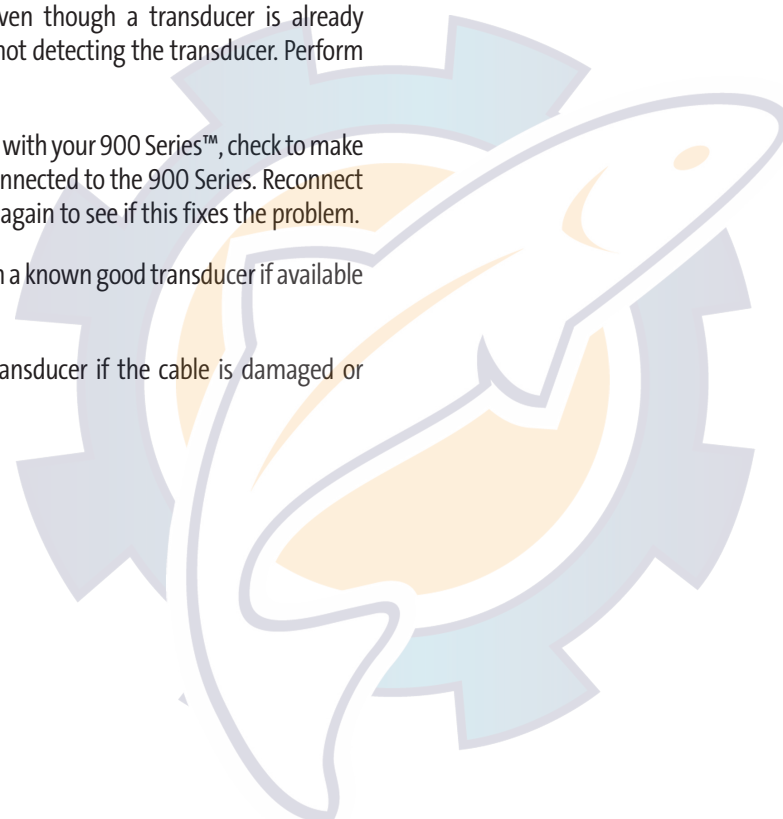 ven though a transducer is already
not detecting the transducer. Perform
with your 900 Series™, check to make
nnected to the 900 Series. Reconnect
again to see if this fixes the problem.
a known good transducer if available
ansducer if the cable is damaged or